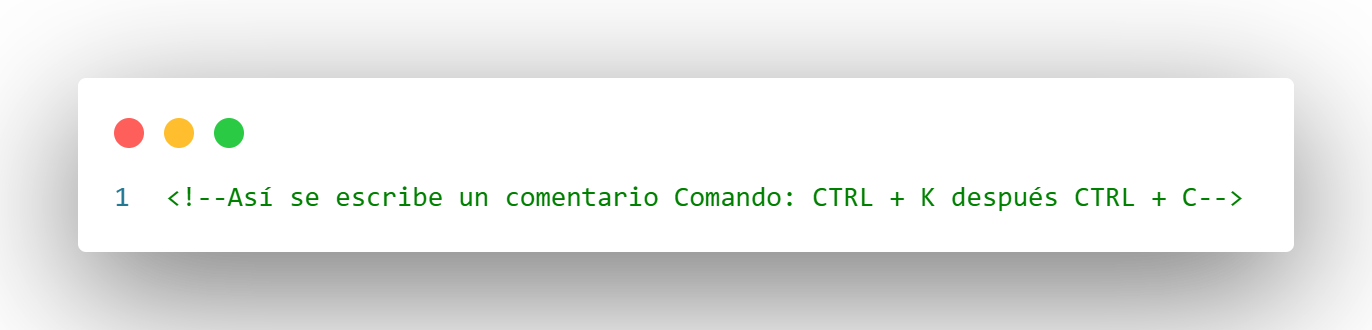 1 <!--Así se escribe un comentario Comando: CTRL + K después CTRL + C-->